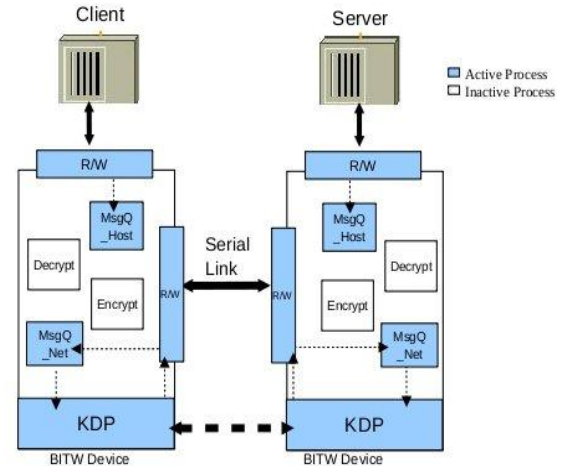 Client
Server
Active Process
Inactive Process
R/W
R/W
MsgQ
_Host
MsgQ
_Host
Serial
Link
Decrypt
Decrypt
R/W
R/W
Encrypt
Encrypt
MsgQ
_Net
MsgQ
_Net
KDP
KDP
BITW Device
BITW Device